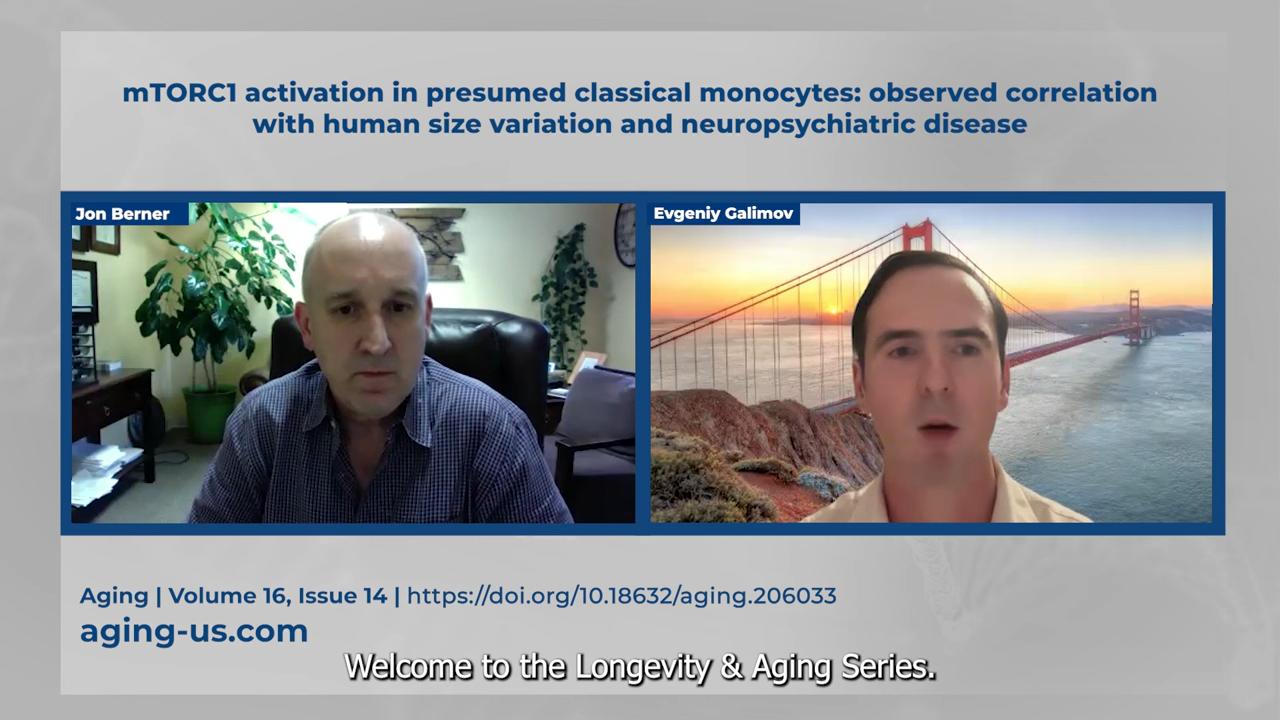 mTORC1 activation in presumed classical monocytes: observed correlation
with human size variation and neuropsychiatric disease
Jon Berner
Evgeniy Galimov
Aging | Volume 16, Issue 14 | https://doi.org/10.18632/aging.206033
aging-us.com
Welcome to the Longevity & Aging Series.